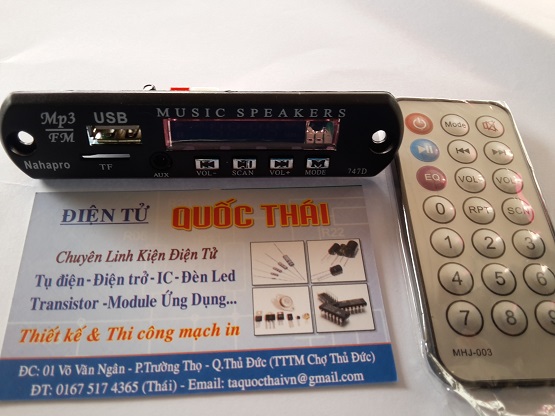 Mp3
FM
USB
MUSIC SPEAKERS
Nahapro
TF
AUX
VOL-
SCAN
VOL+
MODE
747D
Mode
EQ
VOL-
VOL
0
RPT
SCN
1
2
3
4
5
6
7
8
9
MHJ-003
ĐIỆN TỬ QUỐC THÁI
Chuyên Linh Kiện Điện Tử
Tụ điện - Điện trở - IC - Đèn Led
Transistor -Module Ứng Dụng...
Thiết kế & Thi công mạch in
ĐC: 01 Võ Văn Ngân - P.Trường Thọ - Q.Thủ Đức (TTTM Chợ Thủ Đức)
ĐT: 0167 517 4365 (Thái) - Email: taquocthaivn@gmail.com